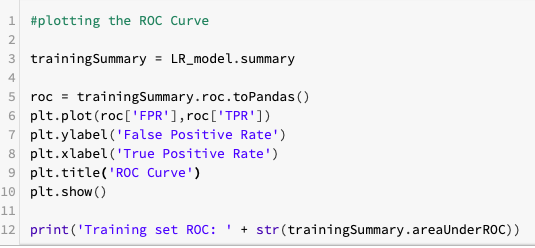 1 #plotting the ROC Curve
2
3 trainingSummary = LR_model.summary
4
5 roc = trainingSummary.roc.toPandas()
6 plt.plot(roc['FPR'],roc['TPR'])
7 plt.ylabel('False Positive Rate')
8 plt.xlabel('True Positive Rate')
9 plt.title('ROC Curve')
10 plt.show()
11
12 print('Training set ROC: ' + str(trainingSummary.areaUnderROC))